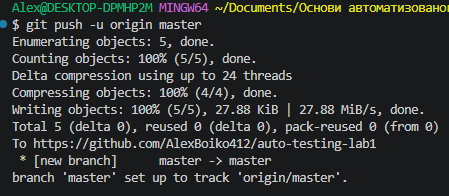 Alex@DESKTOP-DPMHP2M MINGW64 ~/Documents/Основи автоматизовано
$ git push -u origin master
Enumerating objects: 5, done.
Counting objects: 100% (5/5), done.
Delta compression using up to 24 threads
Compressing objects: 100% (4/4), done.
Writing objects: 100% (5/5), 27.88 KiB | 27.88 MiB/s, done.
Total 5 (delta 0), reused 0 (delta 0), pack-reused 0 (from 0)
To https://github.com/AlexBoiko412/auto-testing-lab1
 * [new branch]      master -> master
branch 'master' set up to track 'origin/master'.